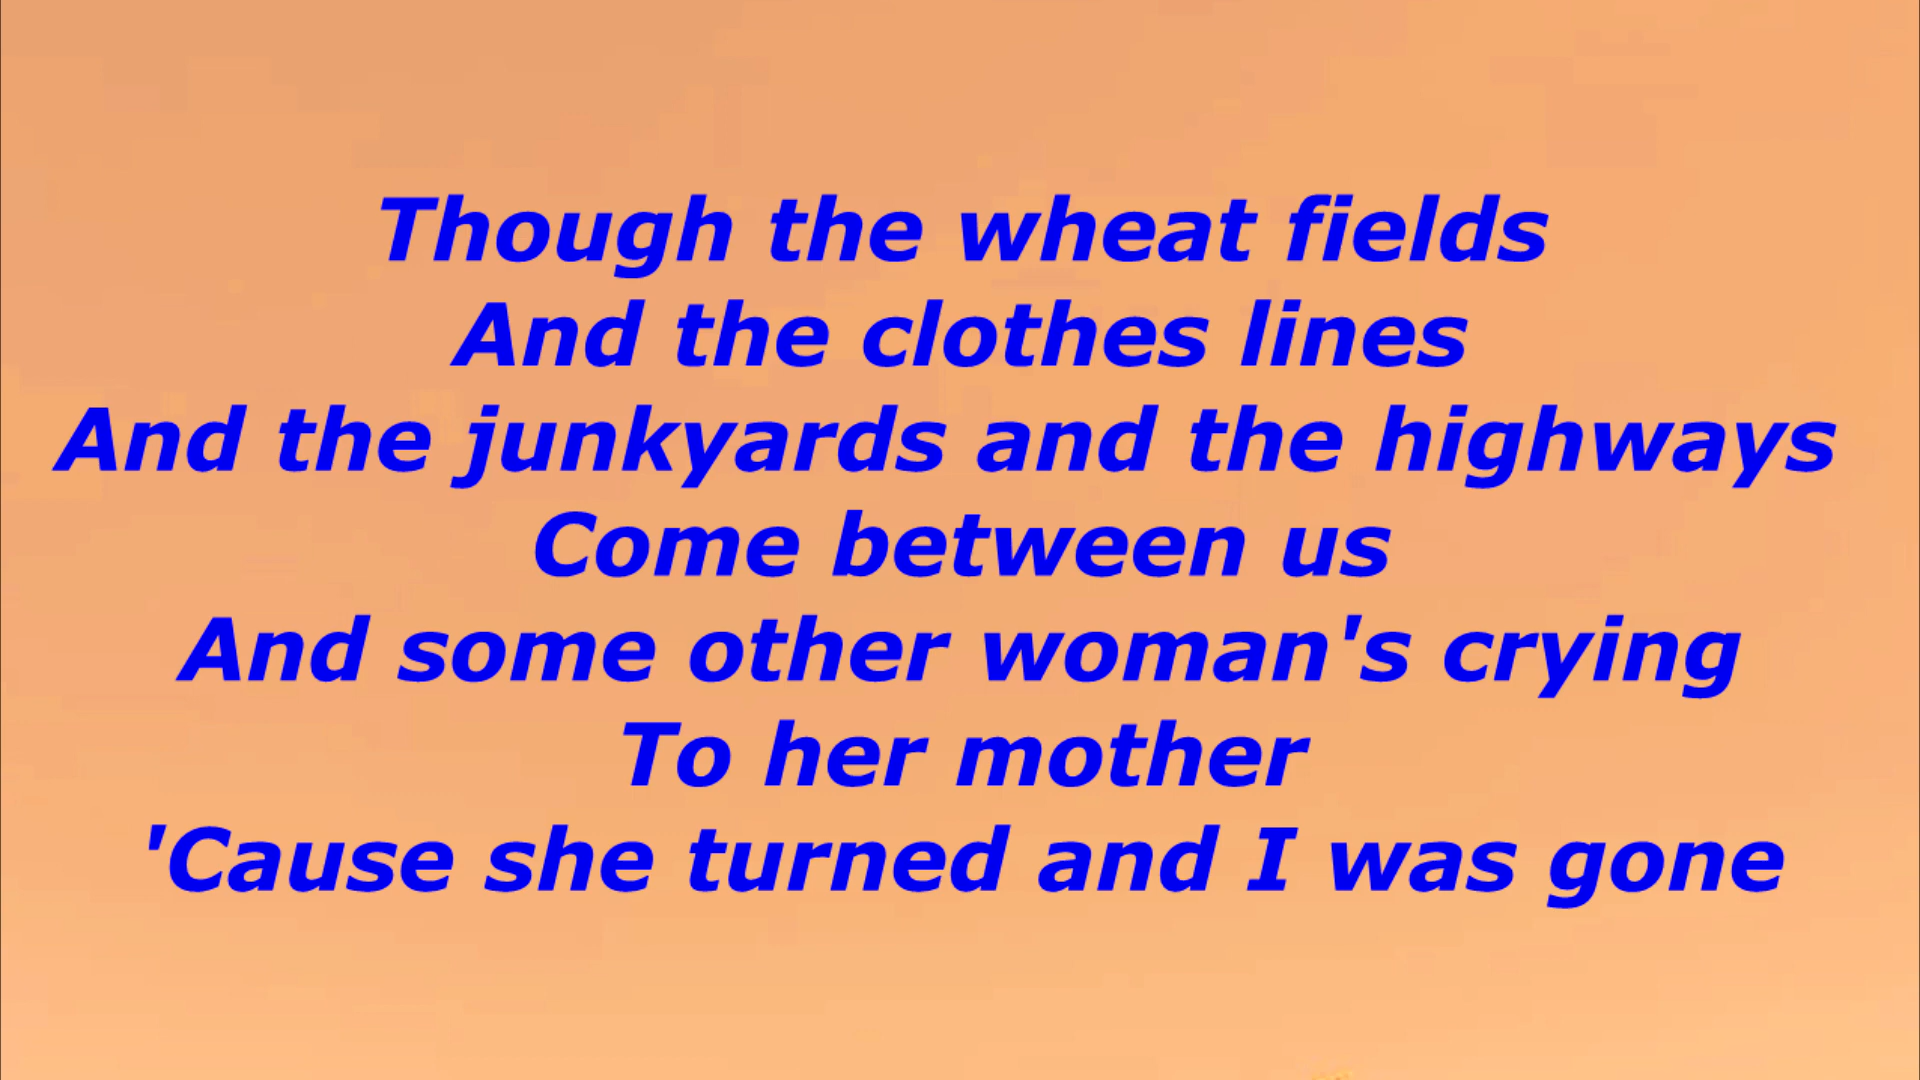 Though the wheat fields
And the clothes lines
And the junkyards and the highways
Come between us
And some other woman's crying
To her mother
'Cause she turned and I was gone